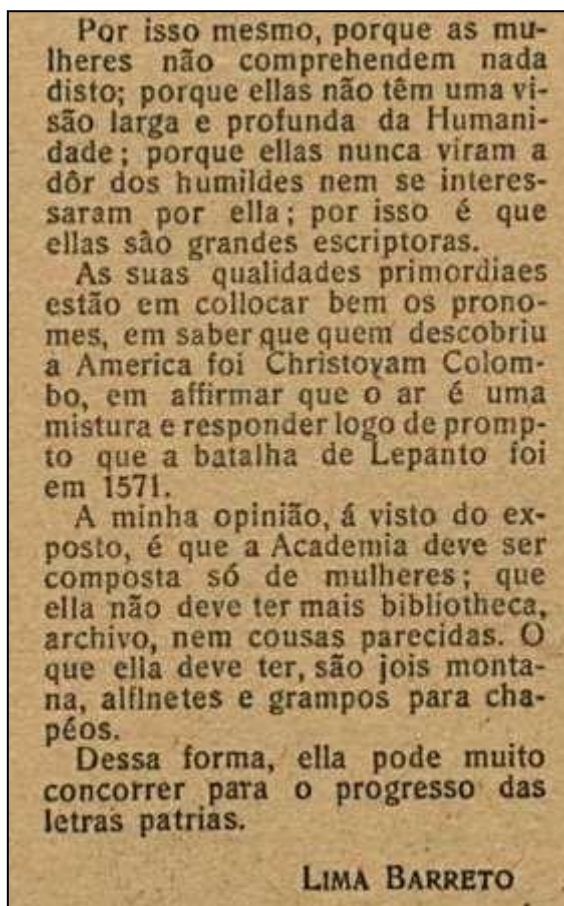 Por isso mesmo, porque as mu-
lheres não comprehendem nada
disto; porque ellas não têm uma vi-
são larga e profunda da Humani-
dade; porque ellas nunca viram a
dôr dos humildes nem se interes-
saram por ella; por isso é que
ellas são grandes escriptoras.
As suas qualidades primordiaes
estão em collocar bem os prono-
mes, em saber que quem descobriu
a America foi Christovam Colom-
bo, em affirmar que o ar é uma
mistura e responder logo de promp-
to que a batalha de Lepanto foi
em 1571.
A minha opinião, á visto do ex-
posto, é que a Academia deve ser
composta só de mulheres; que
ella não deve ter mais bibliotheca,
archivo, nem cousas parecidas. O
que ella deve ter, são jois monta-
na, alfinetes e grampos para cha-
péos.
Dessa forma, ella pode muito
concorrer para o progresso das
letras patrias.
LIMA BARRETO